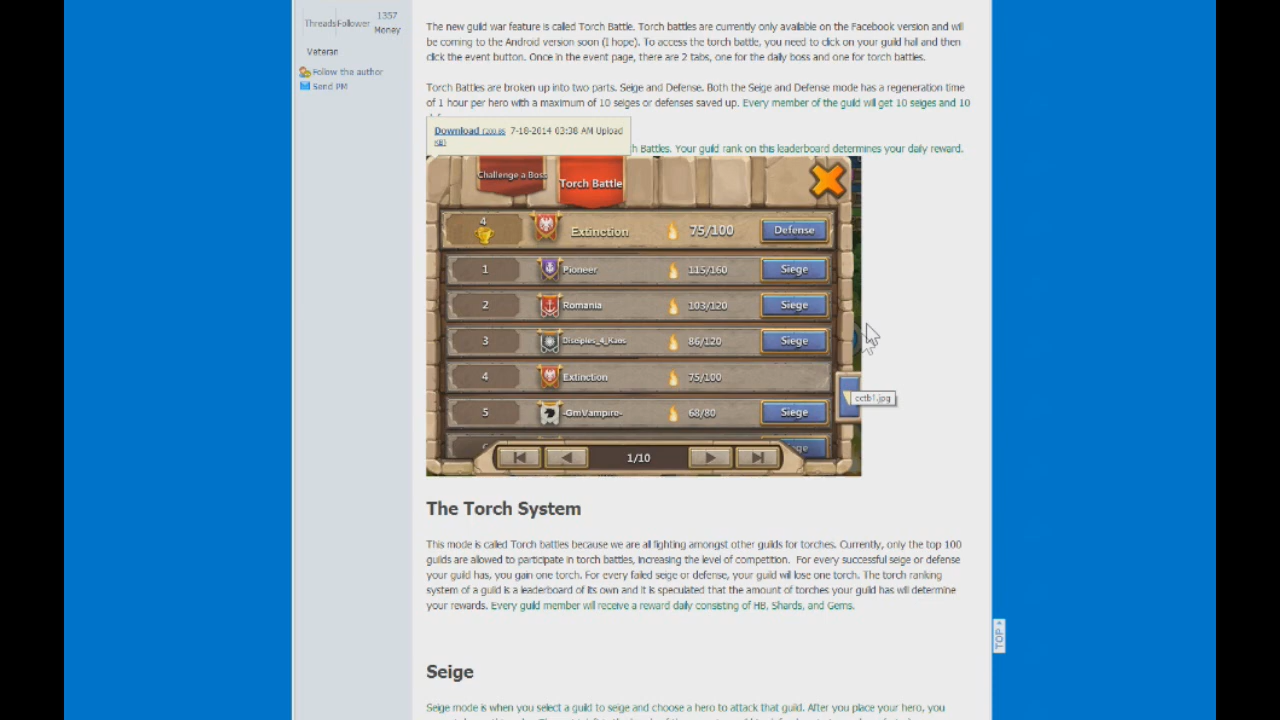 Threads Follower 1357 Money
Veteran
Follow the author
Send PM
The new guild war feature is called Torch Battle. Torch battles are currently only available on the Facebook version and will
be coming to the Android version soon (I hope). To access the torch battle, you need to click on your guild hal and then
click the event button. Once in the event page, there are 2 tabs, one for the daily boss and one for torch battles.
Torch Battles are broken up into two parts. Seige and Defense. Both the Seige and Defense mode has a regeneration time
of 1 hour per hero with a maximum of 10 seiges or defenses saved up. Every member of the guild will get 10 seiges and 10
Download 7-18-2014 03:38 AM Upload
h Battles. Your guild rank on this leaderboard determines your daily reward.
Challenge a Boss
Torch Battle
4 Extinction 75/100 Defense
1 Pioneer 115/160 Siege
2 Romania 103/120 Siege
3 Disciples_4_Kaos 86/120 Siege
4 Extinction 75/100
5 -GmVampire- 68/80 Siege
cctb1.jpg
1/10
The Torch System
This mode is called Torch battles because we are all fighting amongst other guilds for torches. Currently, only the top 100
guilds are allowed to participate in torch battles, increasing the level of competition. For every successful seige or defense
your guild has, you gain one torch. For every failed seige or defense, your guild will lose one torch. The torch ranking
system of a guild is a leaderboard of its own and it is speculated that the amount of torches your guild has will determine
your rewards. Every guild member will receive a reward daily consisting of HB, Shards, and Gems.
TOP
Seige
Seige mode is when you select a guild to seige and choose a hero to attack that guild. After you place your hero, you